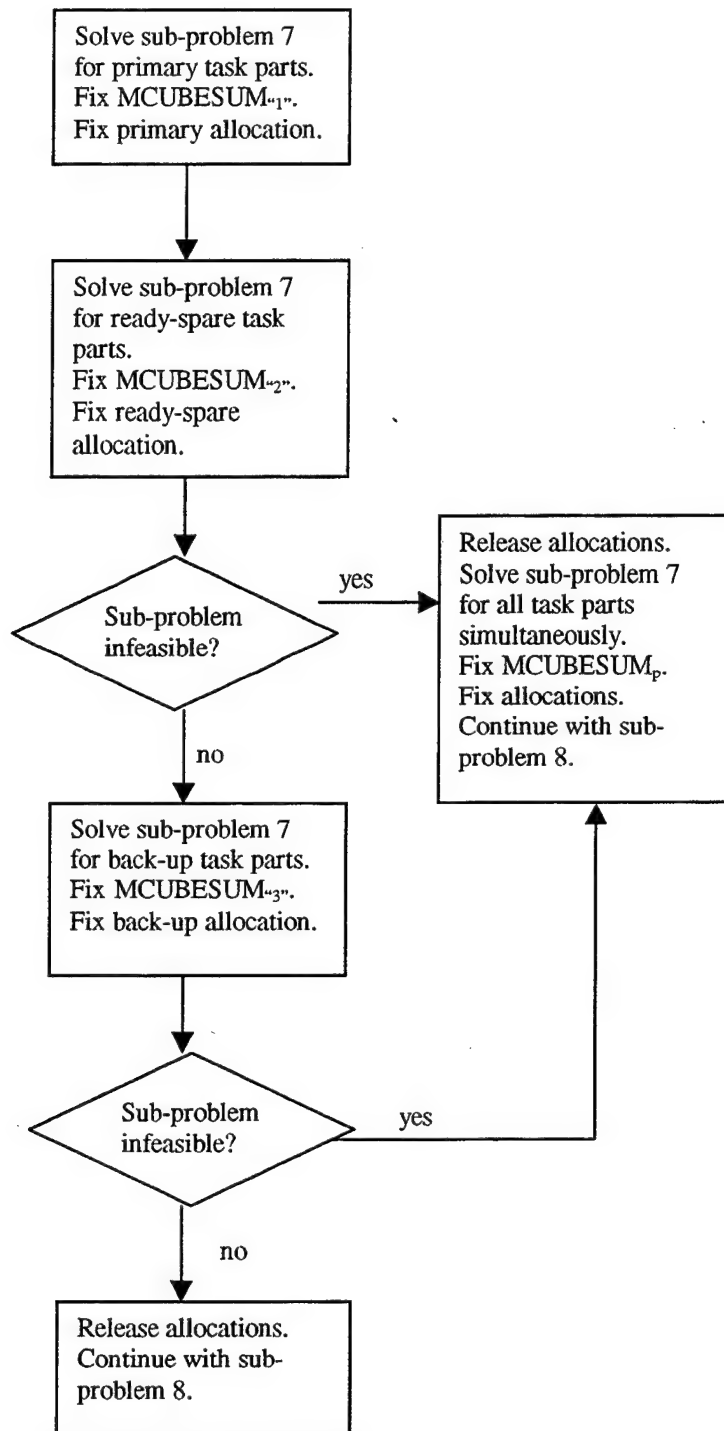 Solve sub-problem 7
for primary task parts.
Fix MCUBESUM“1”.
Fix primary allocation.
Solve sub-problem 7
for ready-spare task
parts.
Fix MCUBESUM“2”.
Fix ready-spare
allocation.
Sub-problem
infeasible?
yes
Release allocations.
Solve sub-problem 7
for all task parts
simultaneously.
Fix MCUBESUMp.
Fix allocations.
Continue with sub-
problem 8.
no
Solve sub-problem 7
for back-up task parts.
Fix MCUBESUM“3”.
Fix back-up allocation.
Sub-problem
infeasible?
yes
no
Release allocations.
Continue with sub-
problem 8.